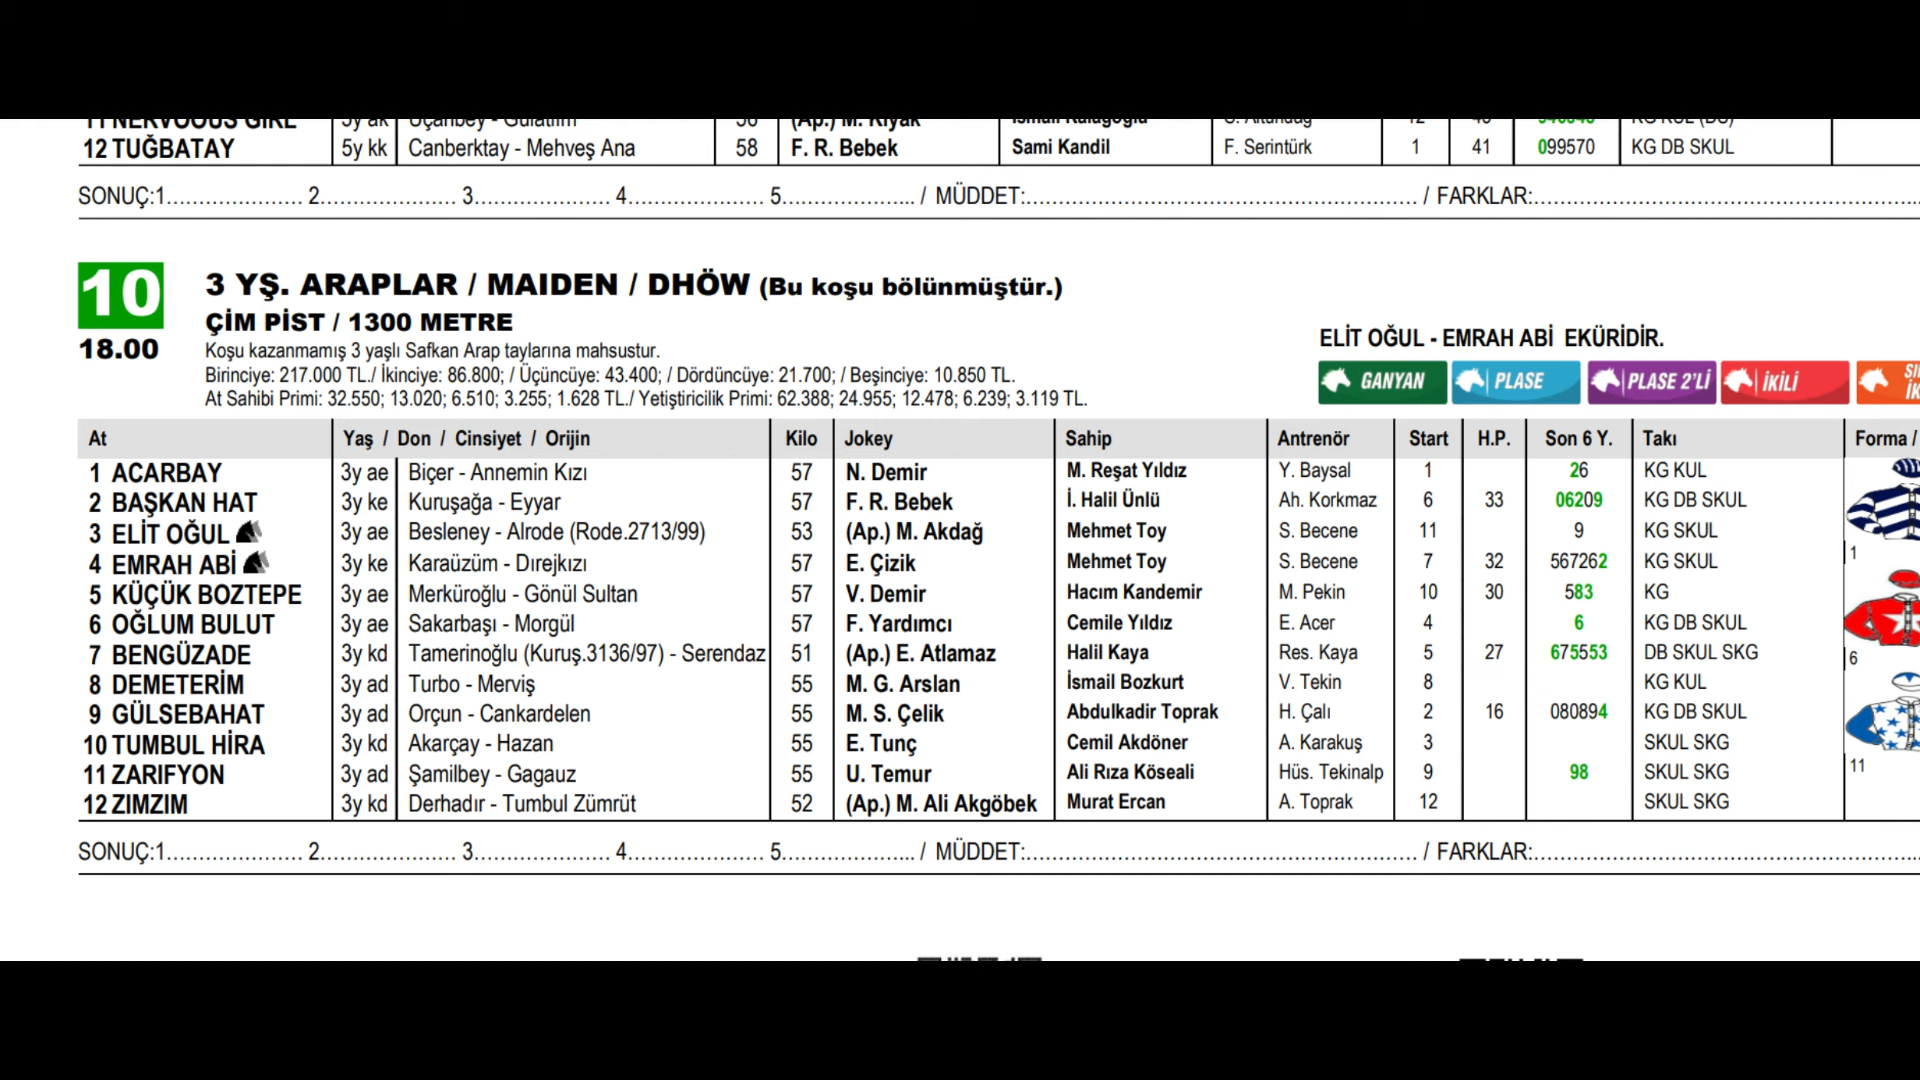 11 NERVOOUS GIRL 3y ak Uçanbey - Gülatlım 56 (Ap.) M. Kıyak
12 TUĞBATAY 5y kk Canberktay - Mehveş Ana 58 F. R. Bebek Sami Kandil F. Serintürk 1 41 099570 KG DB SKUL
SONUÇ:1..................... 2..................... 3..................... 4..................... 5..................... / MÜDDET:............................................................ / FARKLAR:............................................................
10 3 YŞ. ARAPLAR / MAIDEN / DHÖW (Bu koşu bölünmüştür.)
ÇİM PİST / 1300 METRE
18.00
ELİT OĞUL - EMRAH ABİ EKÜRİDİR.
Koşu kazanmamış 3 yaşlı Safkan Arap taylarına mahsustur.
Birinciye: 217.000 TL./ İkinciye: 86.800; / Üçüncüye: 43.400; / Dördüncüye: 21.700; / Beşinciye: 10.850 TL.
At Sahibi Primi: 32.550; 13.020; 6.510; 3.255; 1.628 TL./ Yetiştiricilik Primi: 62.388; 24.955; 12.478; 6.239; 3.119 TL.
GANYAN PLASE PLASE 2'Lİ İKİLİ
At Yaş / Don / Cinsiyet / Orijin Kilo Jokey Sahip Antrenör Start H.P. Son 6 Y. Takı Forma /
1 ACARBAY 3y ae Biçer - Annemin Kızı 57 N. Demir M. Reşat Yıldız Y. Baysal 1 26 KG KUL
2 BAŞKAN HAT 3y ke Kuruşağa - Eyyar 57 F. R. Bebek İ. Halil Ünlü Ah. Korkmaz 6 33 06209 KG DB SKUL
3 ELİT OĞUL 3y ae Besleney - Alrode (Rode.2713/99) 53 (Ap.) M. Akdağ Mehmet Toy S. Becene 11 9 KG SKUL
1
4 EMRAH ABİ 3y ke Karaüzüm - Dırejkızı 57 E. Çizik Mehmet Toy S. Becene 7 32 567262 KG SKUL
5 KÜÇÜK BOZTEPE 3y ae Merküroğlu - Gönül Sultan 57 V. Demir Hacım Kandemir M. Pekin 10 30 583 KG
6 OĞLUM BULUT 3y ae Sakarbaşı - Morgül 57 F. Yardımcı Cemile Yıldız E. Acer 4 6 KG DB SKUL
7 BENGÜZADE 3y kd Tamerinoğlu (Kuruş.3136/97) - Serendaz 51 (Ap.) E. Atlamaz Halil Kaya Res. Kaya 5 27 675553 DB SKUL SKG
6
8 DEMETERİM 3y ad Turbo - Merviş 55 M. G. Arslan İsmail Bozkurt V. Tekin 8 KG KUL
9 GÜLSEBAHAT 3y ad Orçun - Cankardelen 55 M. S. Çelik Abdulkadir Toprak H. Çalı 2 16 080894 KG DB SKUL
10 TUMBUL HİRA 3y kd Akarçay - Hazan 55 E. Tunç Cemil Akdöner A. Karakuş 3 SKUL SKG
11 ZARIFYON 3y ad Şamilbey - Gagauz 55 U. Temur Ali Rıza Köseali Hüs. Tekinalp 9 98 SKUL SKG
11
12 ZIMZIM 3y kd Derhadır - Tumbul Zümrüt 52 (Ap.) M. Ali Akgöbek Murat Ercan A. Toprak 12 SKUL SKG
SONUÇ:1..................... 2..................... 3..................... 4..................... 5..................... / MÜDDET:............................................................ / FARKLAR:............................................................